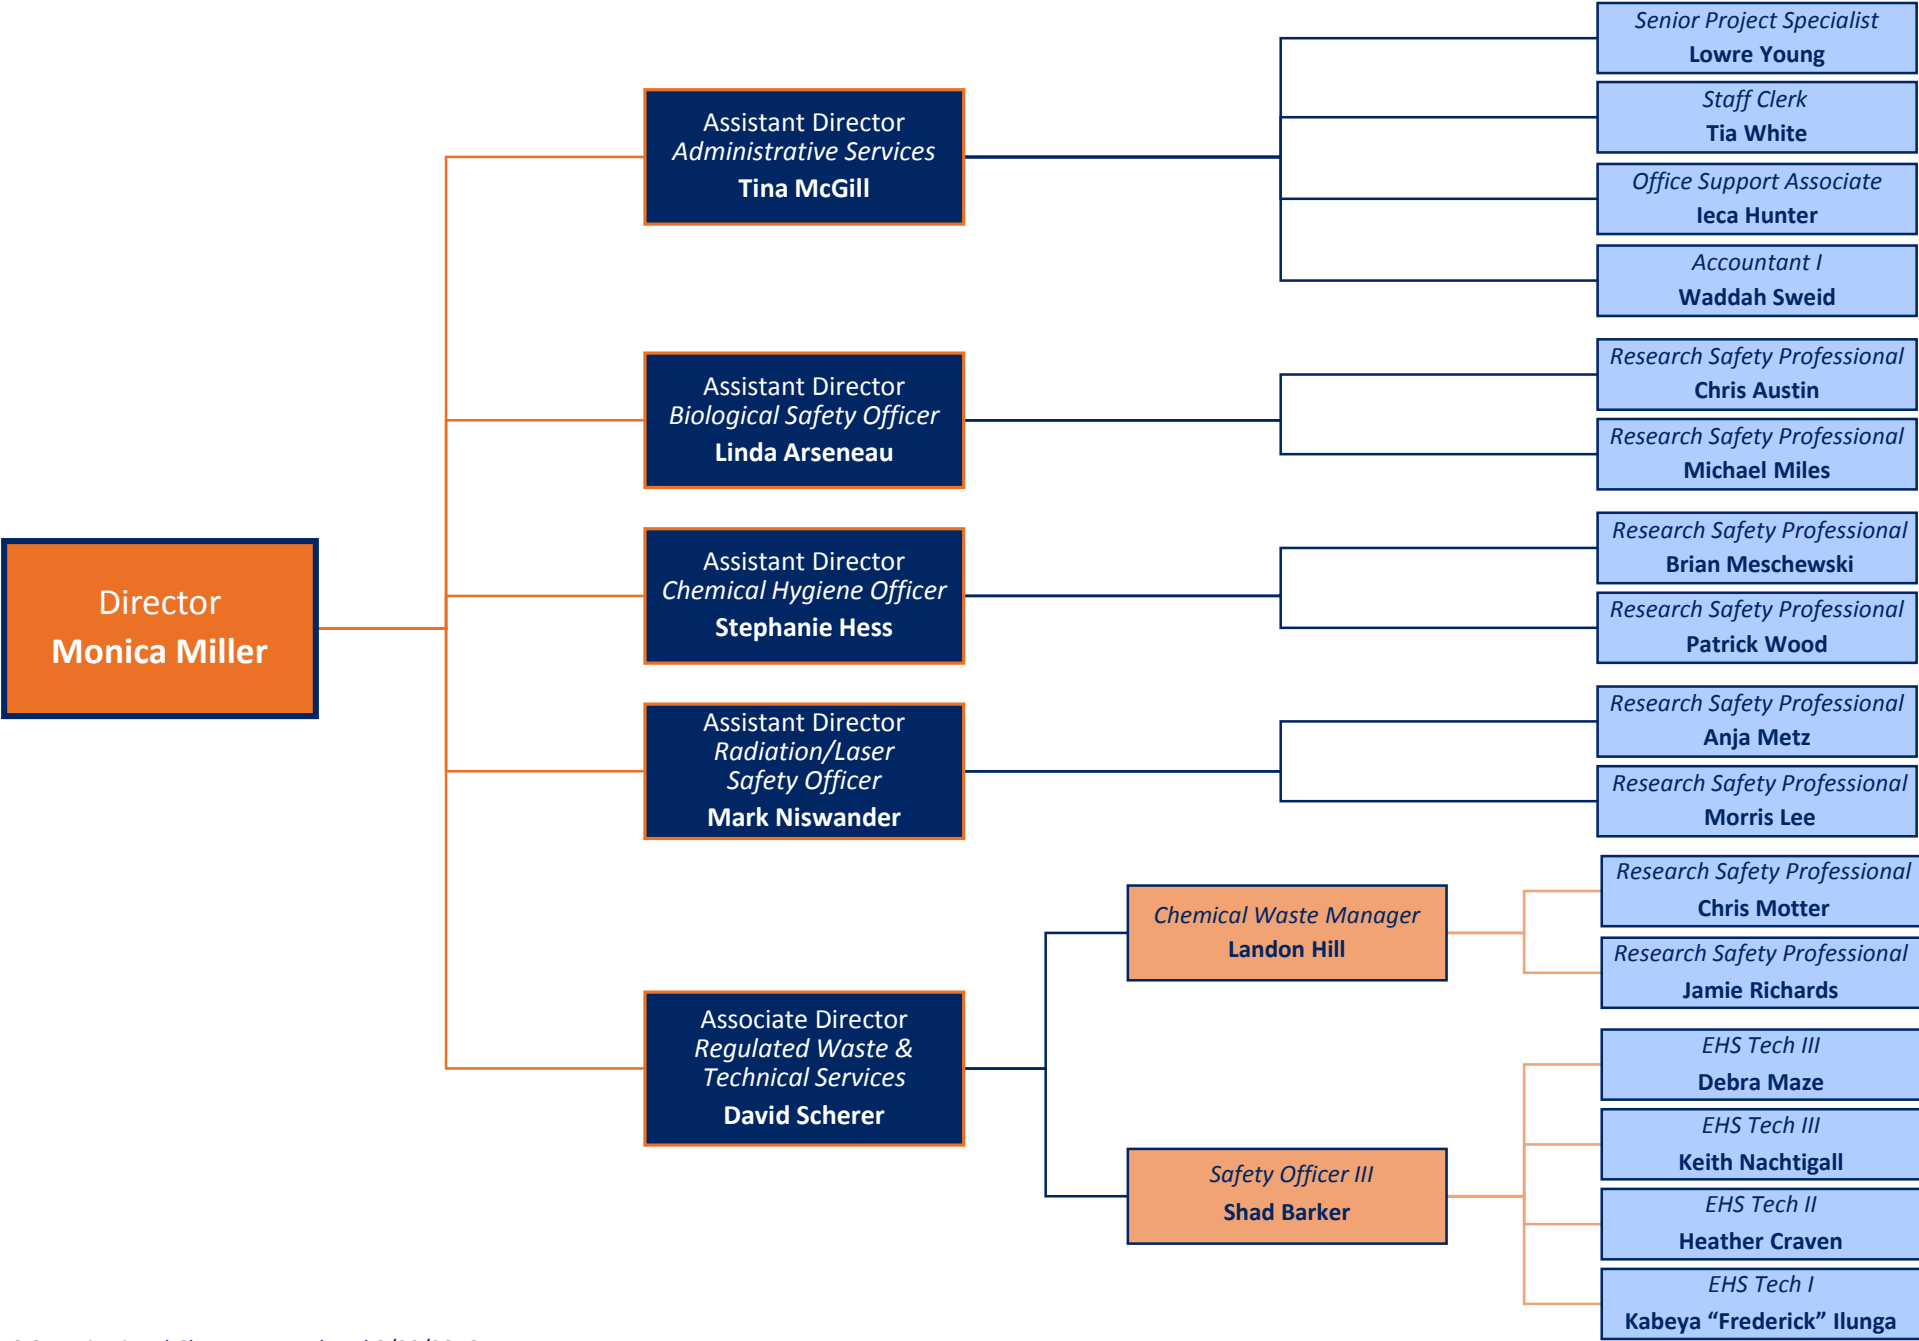 Director
Monica Miller
Assistant Director
Administrative Services
Tina McGill
Senior Project Specialist
Lowre Young
Staff Clerk
Tia White
Office Support Associate
Ieca Hunter
Accountant I
Waddah Sweid
Assistant Director
Biological Safety Officer
Linda Arseneau
Research Safety Professional
Chris Austin
Research Safety Professional
Michael Miles
Assistant Director
Chemical Hygiene Officer
Stephanie Hess
Research Safety Professional
Brian Meschewski
Research Safety Professional
Patrick Wood
Assistant Director
Radiation/Laser
Safety Officer
Mark Niswander
Research Safety Professional
Anja Metz
Research Safety Professional
Morris Lee
Associate Director
Regulated Waste &
Technical Services
David Scherer
Chemical Waste Manager
Landon Hill
Research Safety Professional
Chris Motter
Research Safety Professional
Jamie Richards
Safety Officer III
Shad Barker
EHS Tech III
Debra Maze
EHS Tech III
Keith Nachtigall
EHS Tech II
Heather Craven
EHS Tech I
Kabeya “Frederick” Ilunga